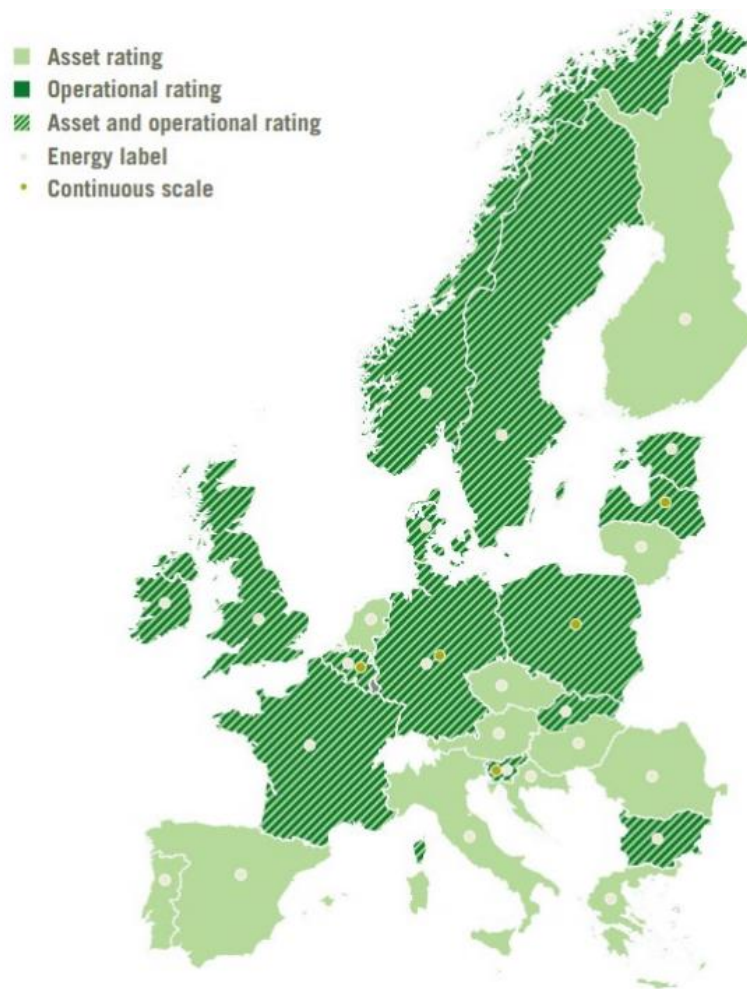 Asset rating
Operational rating
Asset and operational rating
Energy label
Continuous scale